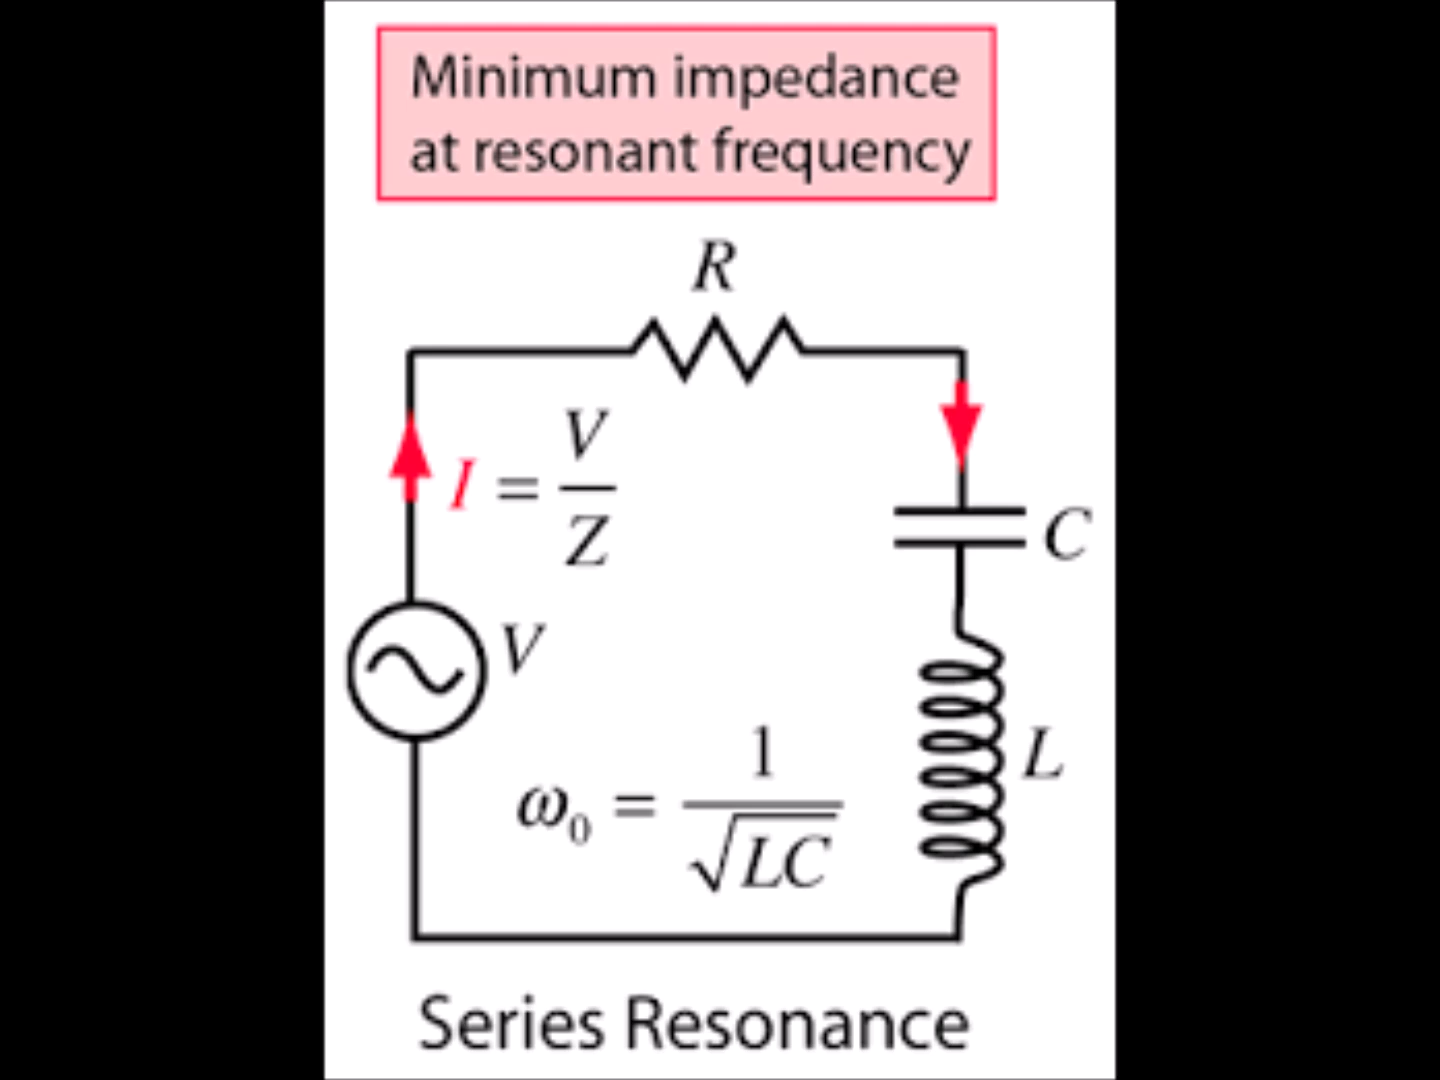 Minimum impedance
at resonant frequency
R
I = V/Z
C
V
L
ω₀ = 1/√LC
Series Resonance